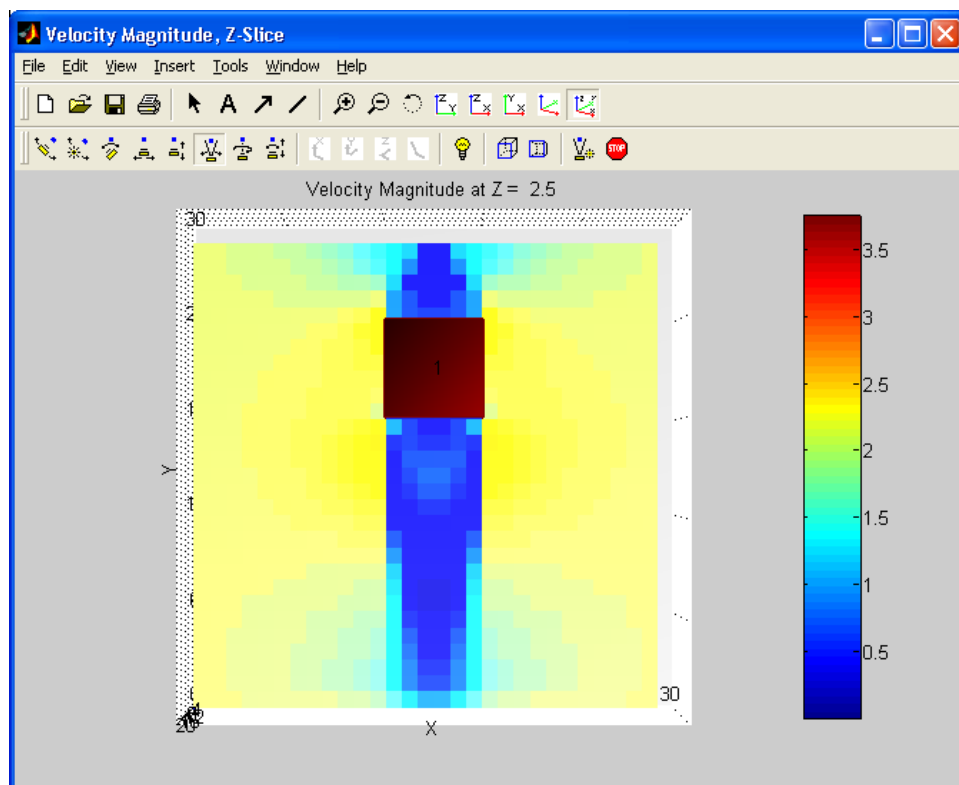 Velocity Magnitude, Z-Slice
File Edit View Insert Tools Window Help
Velocity Magnitude at Z = 2.5
30
3.5
3
2.5
2
1.5
1
0.5
1
Y
30
X